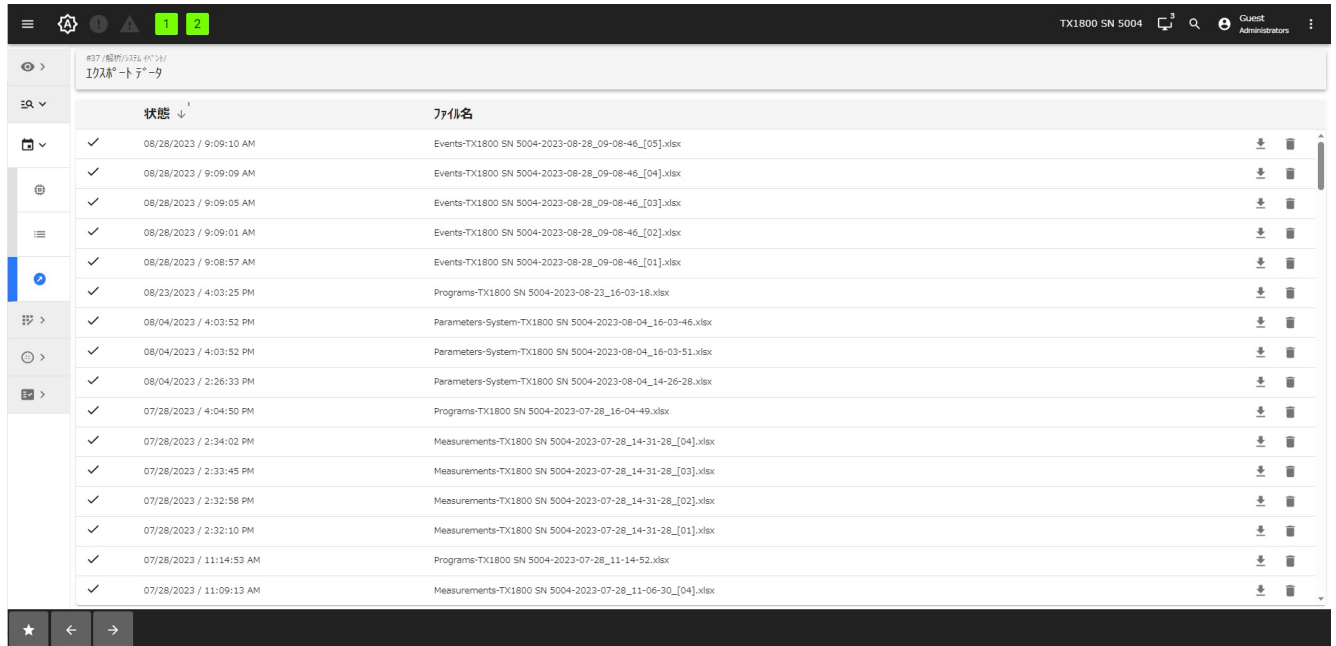 1 2 TX1800 SN 5004 3 Guest
Administrators
#37 /解析/ｼｽﾃﾑ ｲﾍﾞﾝﾄ/
ｴｸｽﾎﾟｰﾄ ﾃﾞｰﾀ
状態 ↓ 1 ﾌｧｲﾙ名
08/28/2023 / 9:09:10 AM Events-TX1800 SN 5004-2023-08-28_09-08-46_[05].xlsx
08/28/2023 / 9:09:09 AM Events-TX1800 SN 5004-2023-08-28_09-08-46_[04].xlsx
08/28/2023 / 9:09:05 AM Events-TX1800 SN 5004-2023-08-28_09-08-46_[03].xlsx
08/28/2023 / 9:09:01 AM Events-TX1800 SN 5004-2023-08-28_09-08-46_[02].xlsx
08/28/2023 / 9:08:57 AM Events-TX1800 SN 5004-2023-08-28_09-08-46_[01].xlsx
08/23/2023 / 4:03:25 PM Programs-TX1800 SN 5004-2023-08-23_16-03-18.xlsx
08/04/2023 / 4:03:52 PM Parameters-System-TX1800 SN 5004-2023-08-04_16-03-46.xlsx
08/04/2023 / 4:03:52 PM Parameters-System-TX1800 SN 5004-2023-08-04_16-03-51.xlsx
08/04/2023 / 2:26:33 PM Parameters-System-TX1800 SN 5004-2023-08-04_14-26-28.xlsx
07/28/2023 / 4:04:50 PM Programs-TX1800 SN 5004-2023-07-28_16-04-49.xlsx
07/28/2023 / 2:34:02 PM Measurements-TX1800 SN 5004-2023-07-28_14-31-28_[04].xlsx
07/28/2023 / 2:33:45 PM Measurements-TX1800 SN 5004-2023-07-28_14-31-28_[03].xlsx
07/28/2023 / 2:32:58 PM Measurements-TX1800 SN 5004-2023-07-28_14-31-28_[02].xlsx
07/28/2023 / 2:32:10 PM Measurements-TX1800 SN 5004-2023-07-28_14-31-28_[01].xlsx
07/28/2023 / 11:14:53 AM Programs-TX1800 SN 5004-2023-07-28_11-14-52.xlsx
07/28/2023 / 11:09:13 AM Measurements-TX1800 SN 5004-2023-07-28_11-06-30_[04].xlsx